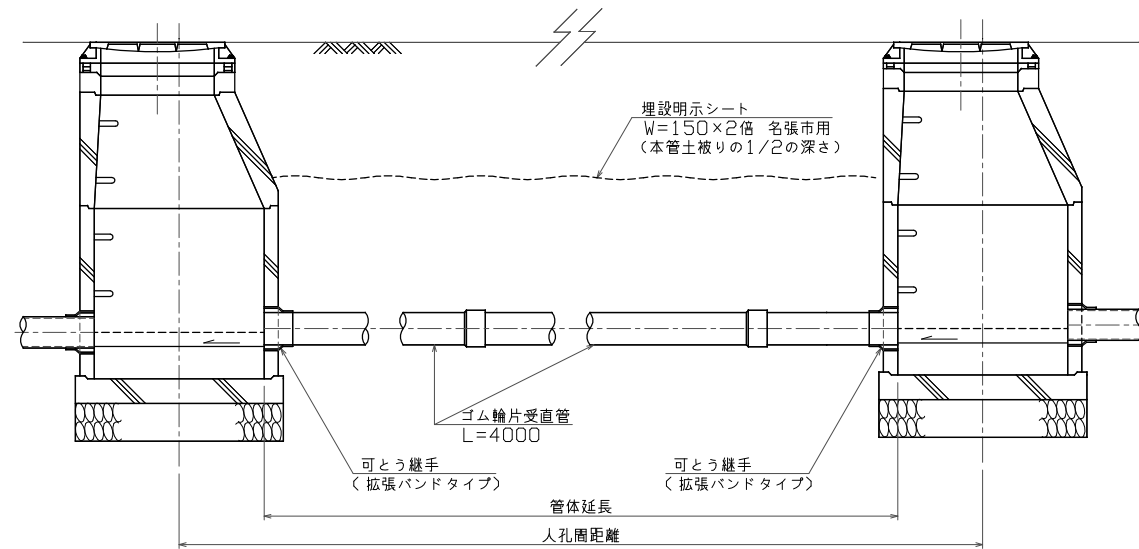 埋設明示シート
W=150×2倍 名張市用
(本管土被りの1/2の深さ)
ゴム輪片受直管
L=4000
可とう継手
(拡張バンドタイプ)
可とう継手
(拡張バンドタイプ)
管体延長
人孔間距離